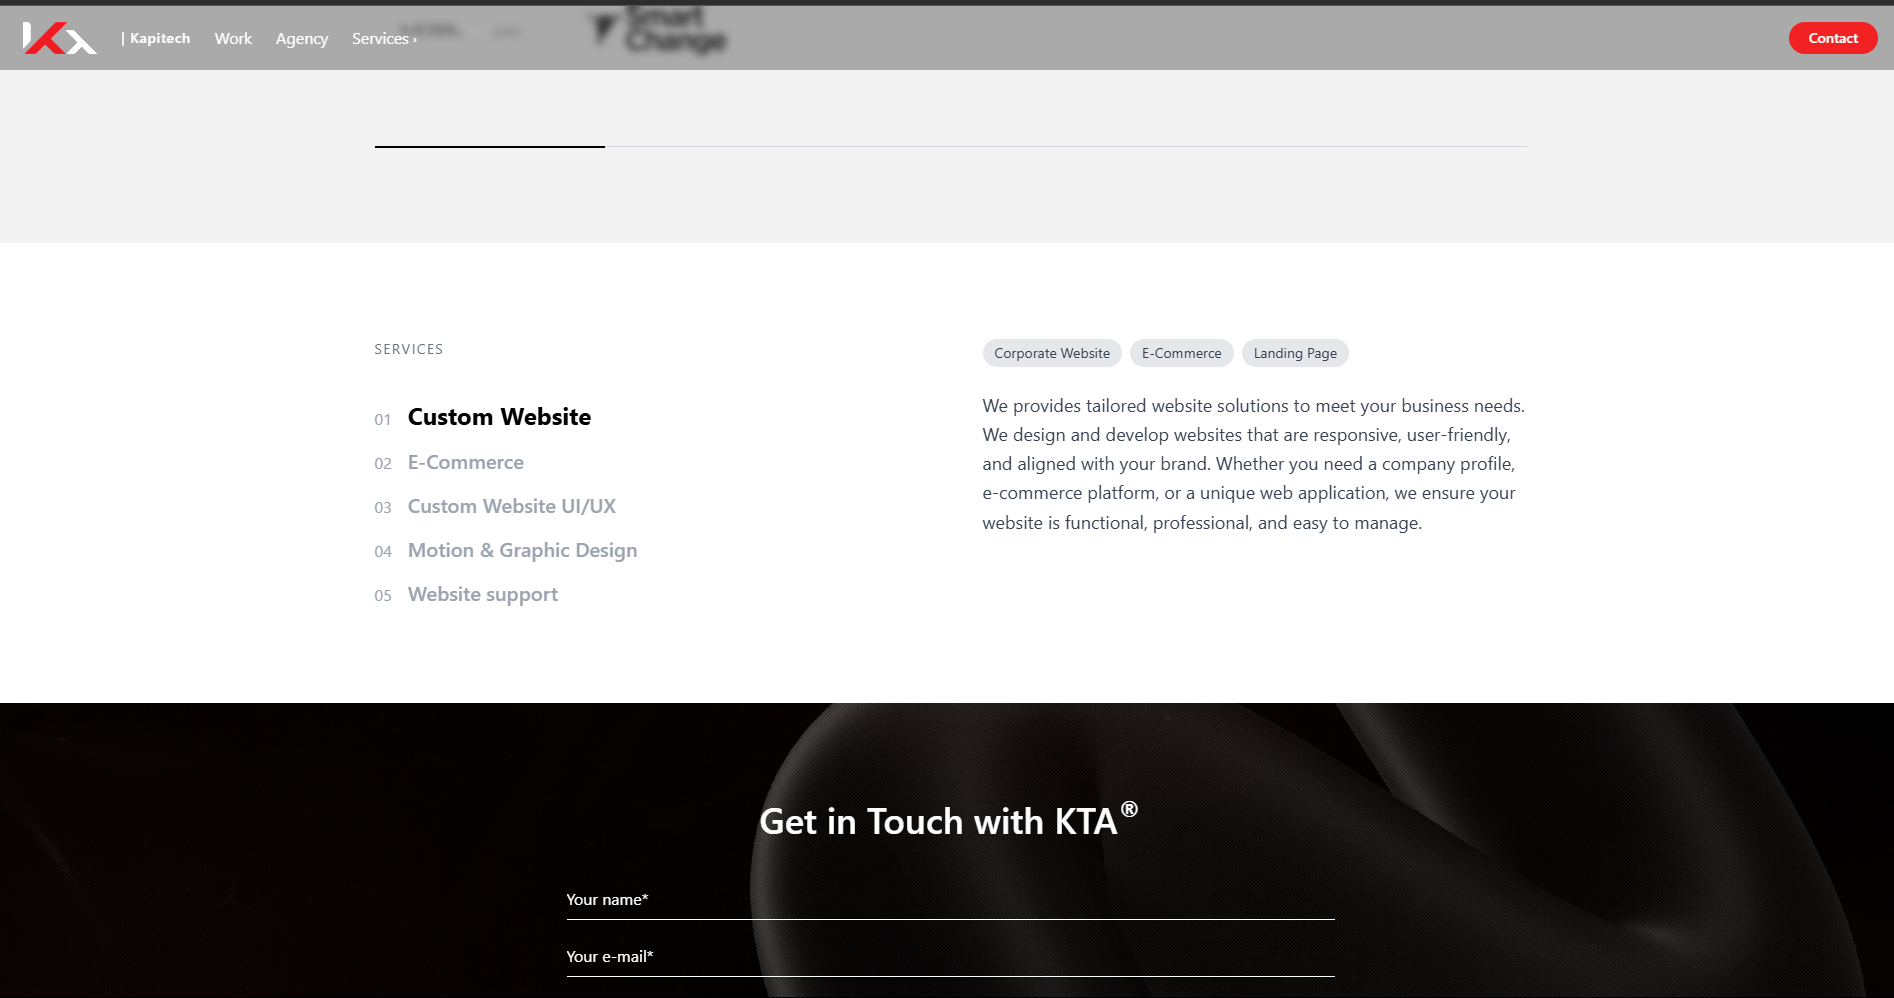 | Kapitech Work Agency Services › Contact
Smart
Change
SERVICES
01 Custom Website
02 E-Commerce
03 Custom Website UI/UX
04 Motion & Graphic Design
05 Website support
Corporate Website E-Commerce Landing Page
We provides tailored website solutions to meet your business needs.
We design and develop websites that are responsive, user-friendly,
and aligned with your brand. Whether you need a company profile,
e-commerce platform, or a unique web application, we ensure your
website is functional, professional, and easy to manage.
Get in Touch with KTA®
Your name*
Your e-mail*